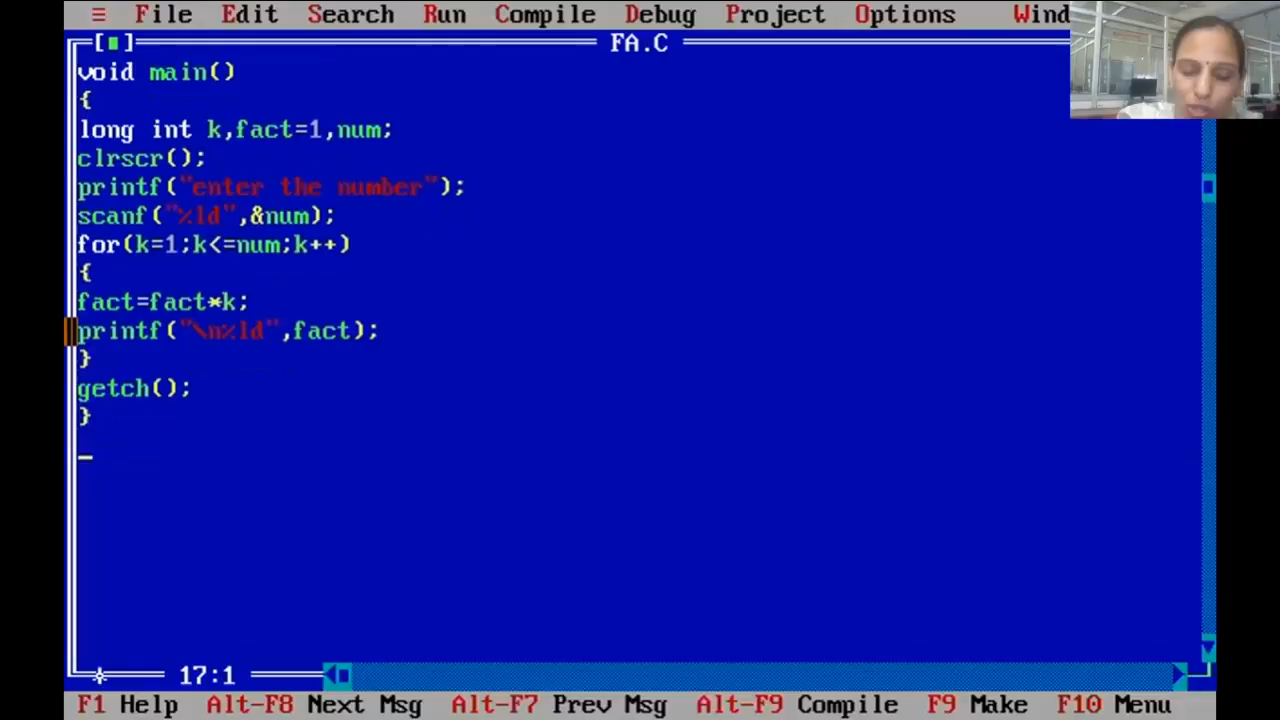 ≡ File Edit Search Run Compile Debug Project Options Wind
FA.C
void main()
{
long int k,fact=1,num;
clrscr();
printf("enter the number");
scanf("%ld",&num);
for(k=1;k<=num;k++)
{
fact=fact*k;
printf("\n%ld",fact);
}
getch();
}
17:1
F1 Help Alt-F8 Next Msg Alt-F7 Prev Msg Alt-F9 Compile F9 Make F10 Menu